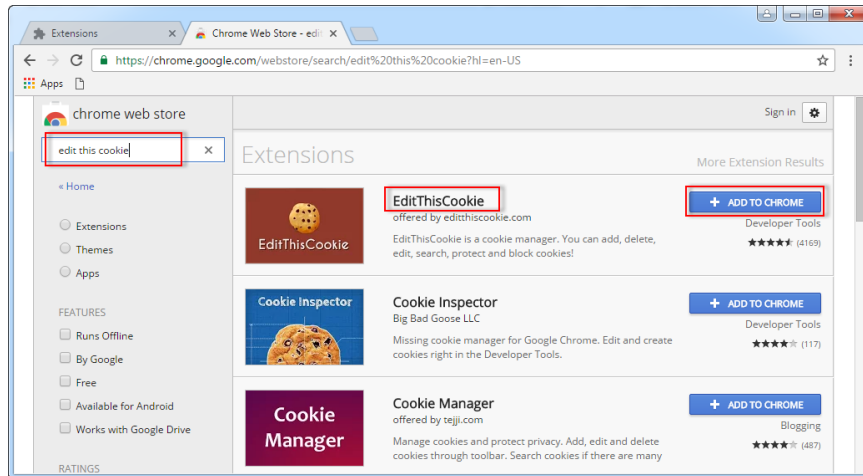 Extensions
Chrome Web Store - edi
https://chrome.google.com/webstore/search/edit%20this%20cookie?hl=en-US
Apps
chrome web store
Sign in
edit this cookie
Extensions
More Extension Results
« Home
Extensions
Themes
Apps
FEATURES
Runs Offline
By Google
Free
Available for Android
Works with Google Drive
RATINGS
EditThisCookie
EditThisCookie
offered by editthiscookie.com
EditThisCookie is a cookie manager. You can add, delete,
edit, search, protect and block cookies!
+ ADD TO CHROME
Developer Tools
(4169)
Cookie Inspector
Cookie Inspector
Big Bad Goose LLC
Missing cookie manager for Google Chrome. Edit and create
cookies right in the Developer Tools.
+ ADD TO CHROME
Developer Tools
(117)
Cookie
Manager
Cookie Manager
offered by tejji.com
Manage cookies and protect privacy. Add, edit and delete
cookies through toolbar. Search cookies if there are many
+ ADD TO CHROME
Blogging
(487)